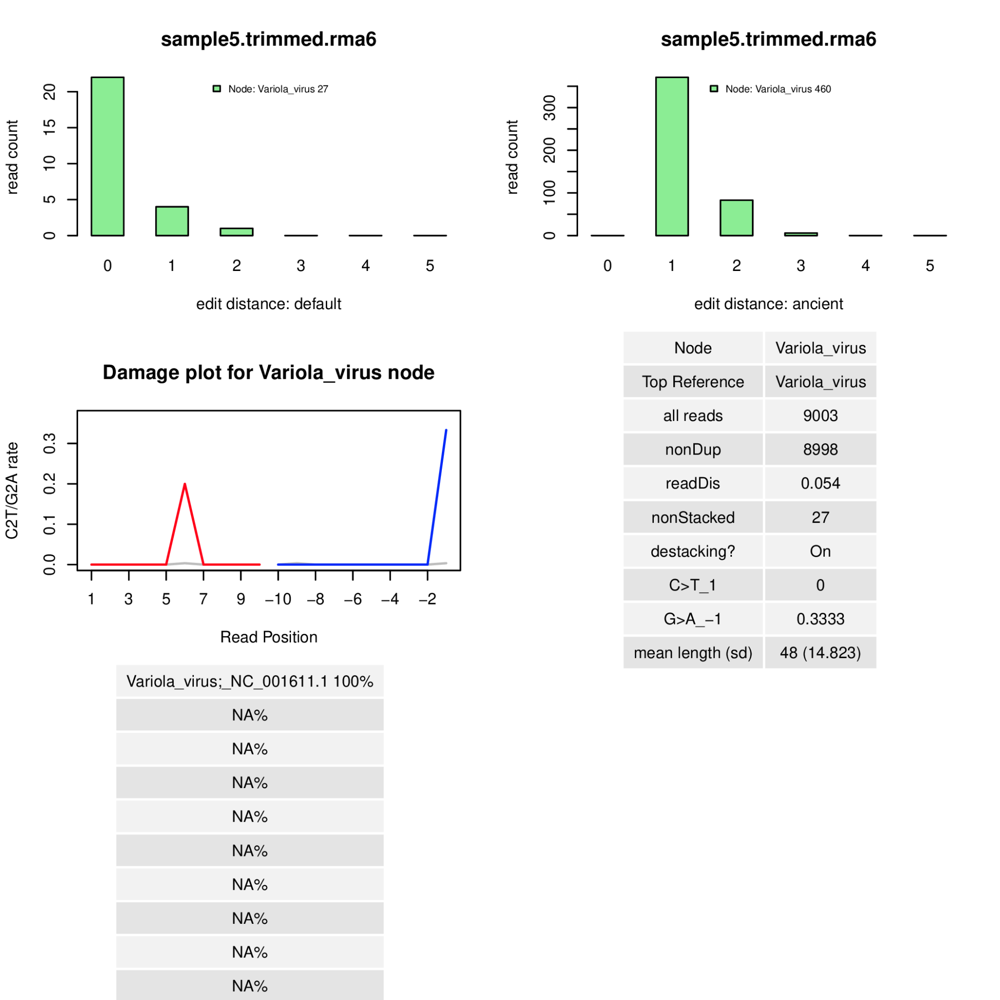 sample5.trimmed.rma6
read count
0 5 10 15 20
Node: Variola_virus 27
0 1 2 3 4 5
edit distance: default
sample5.trimmed.rma6
read count
0 100 200 300
Node: Variola_virus 460
0 1 2 3 4 5
edit distance: ancient
Damage plot for Variola_virus node
C2T/G2A rate
0.0 0.1 0.2 0.3
1 3 5 7 9 −10 −8 −6 −4 −2
Read Position
Node Variola_virus
Top Reference Variola_virus
all reads 9003
nonDup 8998
readDis 0.054
nonStacked 27
destacking? On
C>T_1 0
G>A_−1 0.3333
mean length (sd) 48 (14.823)
Variola_virus;_NC_001611.1 100%
NA%
NA%
NA%
NA%
NA%
NA%
NA%
NA%
NA%